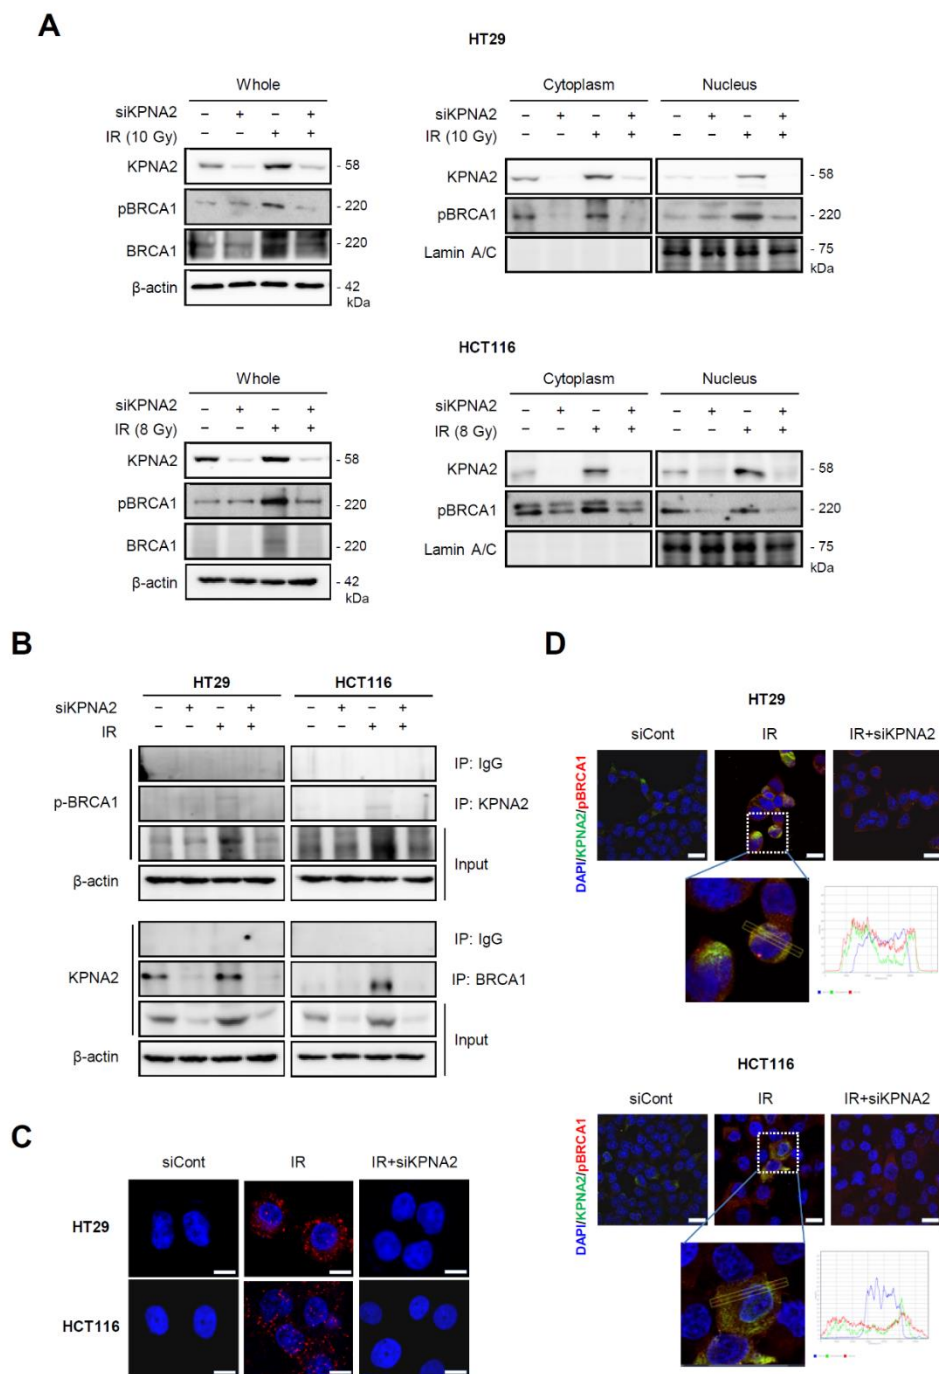 A
HT29
Whole
siKPNA2 – + – +
IR (10 Gy) – – + +
KPNA2 - 58
pBRCA1 - 220
BRCA1 - 220
β-actin - 42
kDa
Cytoplasm Nucleus
– + – + – + – +
– – + + – – + +
KPNA2 - 58
pBRCA1 - 220
Lamin A/C - 75
kDa
HCT116
Whole
siKPNA2 – + – +
IR (8 Gy) – – + +
KPNA2 - 58
pBRCA1 - 220
BRCA1 - 220
β-actin - 42
kDa
Cytoplasm Nucleus
siKPNA2 – + – + – + – +
IR (8 Gy) – – + + – – + +
KPNA2 - 58
pBRCA1 - 220
Lamin A/C - 75
kDa
B
HT29 HCT116
siKPNA2 – + – + – + – +
IR – – + + – – + +
IP: IgG
p-BRCA1 IP: KPNA2
Input
β-actin
IP: IgG
KPNA2 IP: BRCA1
Input
β-actin
C
siCont IR IR+siKPNA2
HT29
HCT116
D
HT29
siCont IR IR+siKPNA2
DAPI/KPNA2/pBRCA1
HCT116
siCont IR IR+siKPNA2
DAPI/KPNA2/pBRCA1